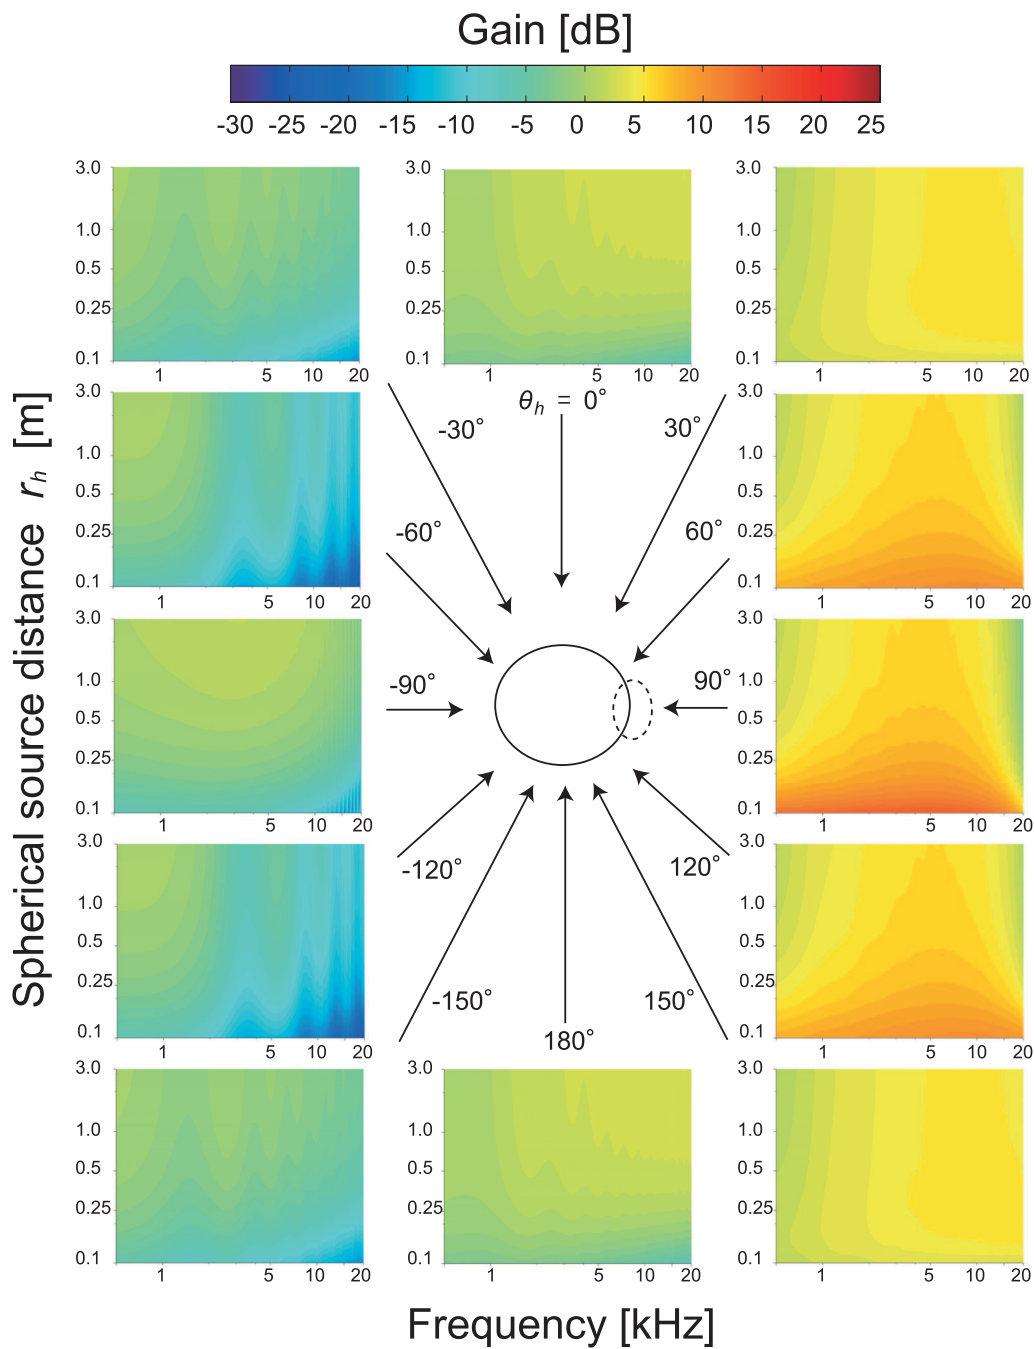 Gain [dB]
-30 -25 -20 -15 -10 -5 0 5 10 15 20 25
3.0 3.0 3.0
1.0 1.0 1.0
0.5 0.5 0.5
0.25 0.25 0.25
0.1 0.1 0.1
1 5 10 20 1 5 10 20 1 5 10 20
θh = 0°
-30° 30°
3.0 3.0
1.0 1.0
0.5 0.5
0.25 0.25
0.1 0.1
1 5 10 20 1 5 10 20
-60° 60°
Spherical source distance rh [m]
3.0 3.0
1.0 1.0
0.5 0.5
0.25 0.25
0.1 0.1
1 5 10 20 1 5 10 20
-90° 90°
3.0 3.0
1.0 1.0
0.5 0.5
0.25 0.25
0.1 0.1
1 5 10 20 1 5 10 20
-120° 120°
-150° 150°
180°
3.0 3.0 3.0
1.0 1.0 1.0
0.5 0.5 0.5
0.25 0.25 0.25
0.1 0.1 0.1
1 5 10 20 1 5 10 20 1 5 10 20
Frequency [kHz]